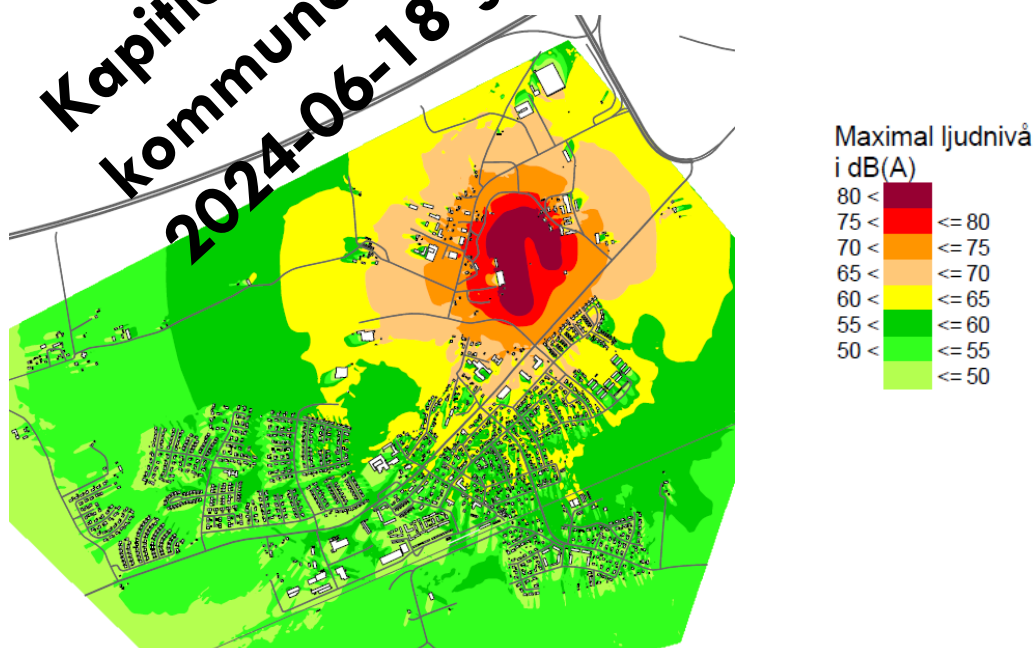 kommun
2024-06-18
Maximal ljudnivå
i dB(A)
80 <
75 < <= 80
70 < <= 75
65 < <= 70
60 < <= 65
55 < <= 60
50 < <= 55
<= 50